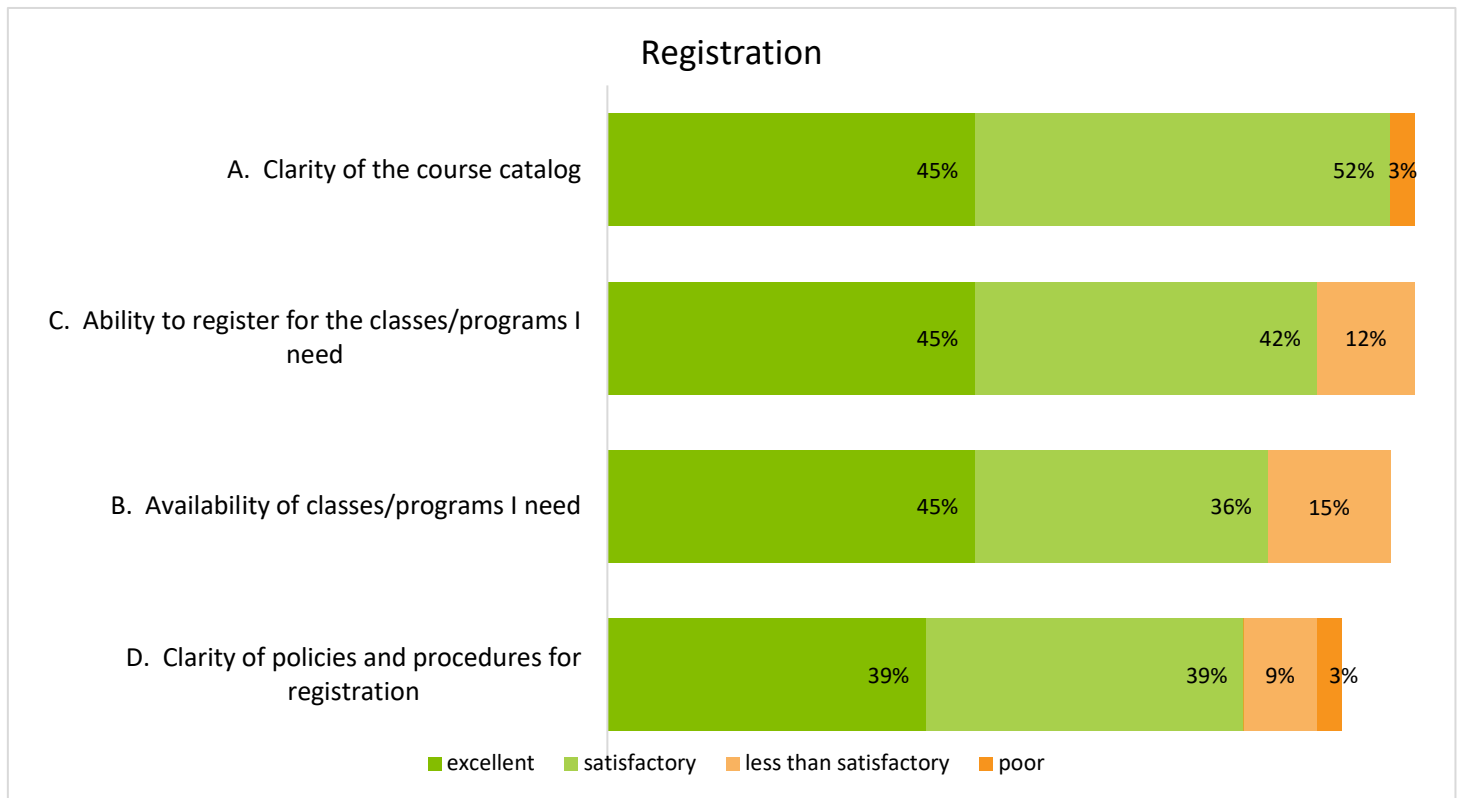 Registration
A. Clarity of the course catalog
45%
52%
3%
C. Ability to register for the classes/programs I
need
45%
42%
12%
B. Availability of classes/programs I need
45%
36%
15%
D. Clarity of policies and procedures for
registration
39%
39%
9%
3%
excellent
satisfactory
less than satisfactory
poor